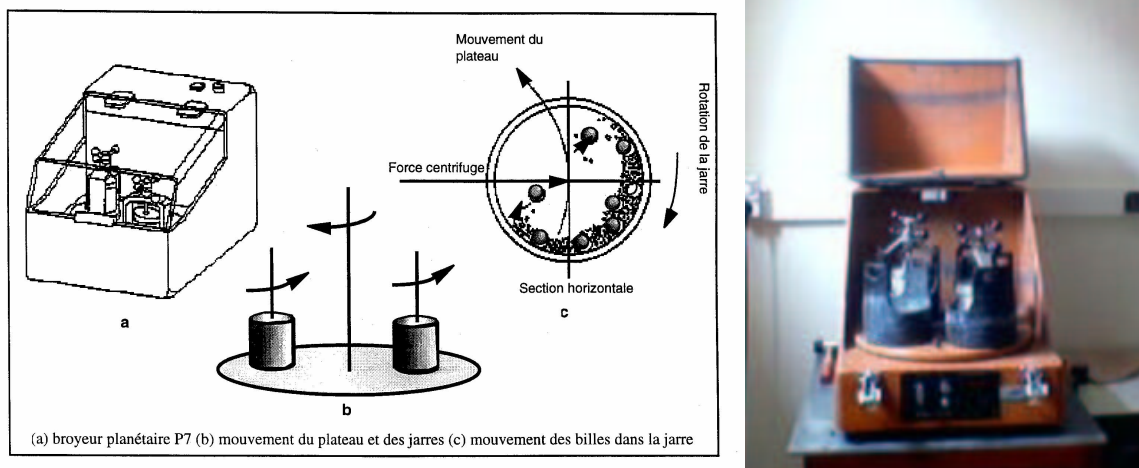 Mouvement du
plateau
Rotation de la jarre
Force centrifuge
Section horizontale
a
c
b
(a) broyeur planétaire P7 (b) mouvement du plateau et des jarres (c) mouvement des billes dans la jarre